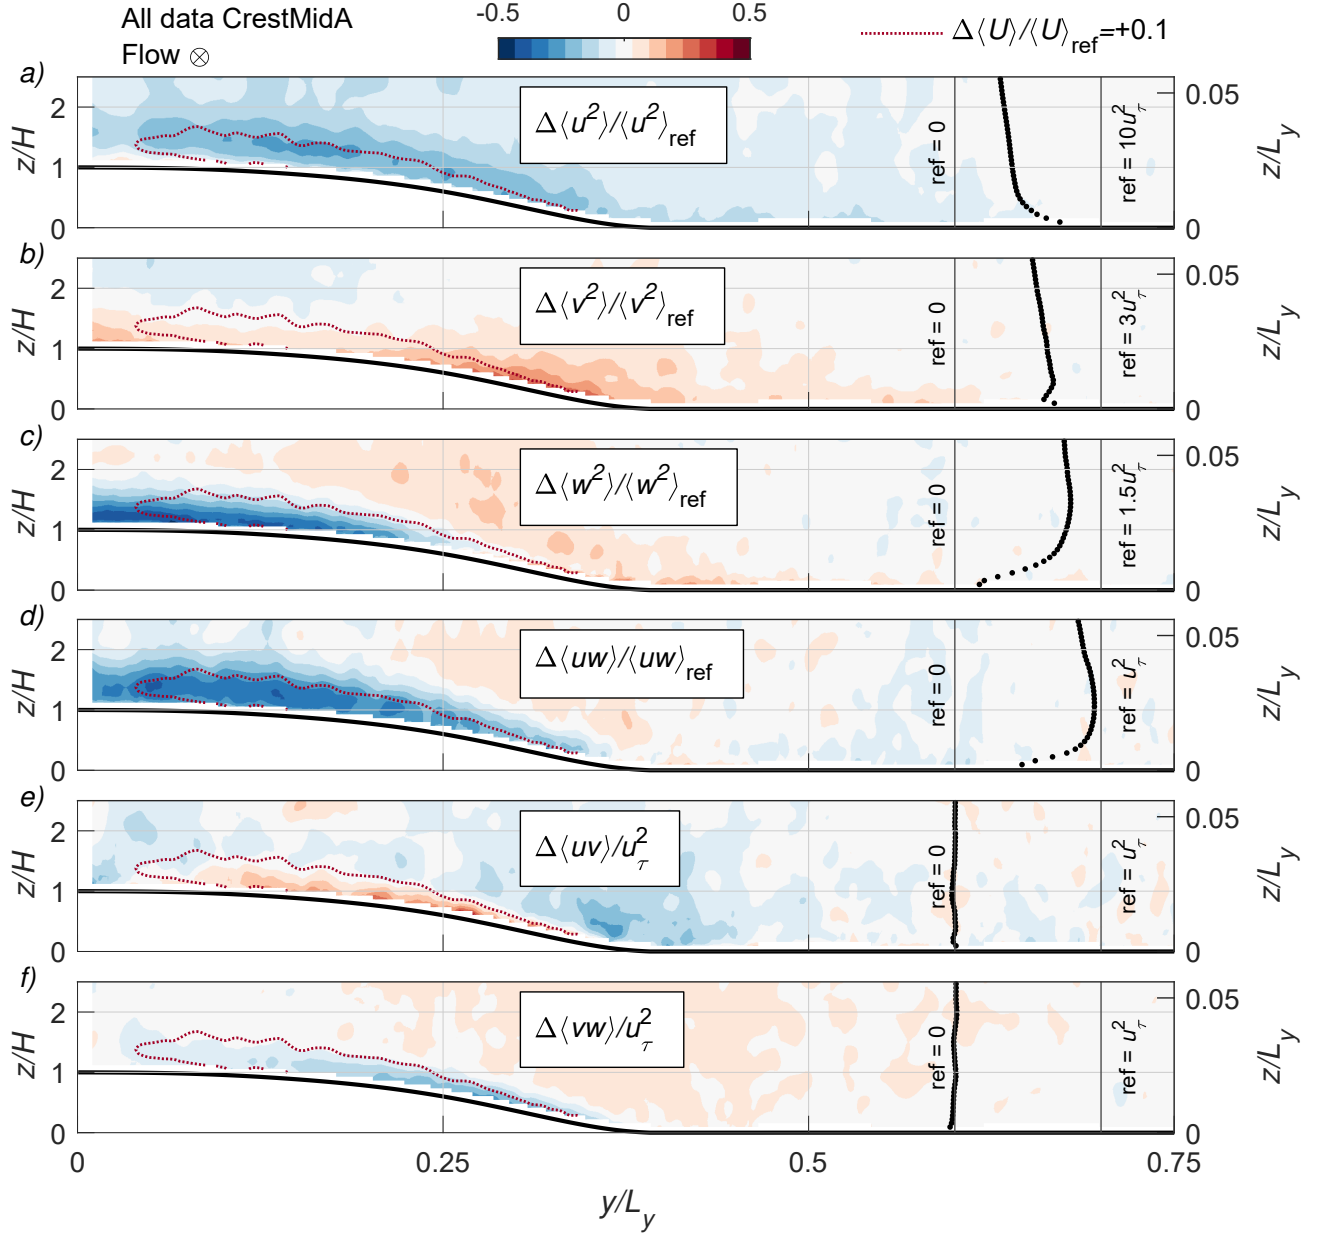 All data CrestMidA
Flow ⊗
-0.5 0 0.5
Δ⟨U⟩/⟨U⟩ref=+0.1
a)
z/H
2
1
0
Δ⟨u²⟩/⟨u²⟩ref
ref = 0
ref = 10u²τ
0.05
0
z/Ly
b)
z/H
2
1
0
Δ⟨v²⟩/⟨v²⟩ref
ref = 0
ref = 3u²τ
0.05
0
z/Ly
c)
z/H
2
1
0
Δ⟨w²⟩/⟨w²⟩ref
ref = 0
ref = 1.5u²τ
0.05
0
z/Ly
d)
z/H
2
1
0
Δ⟨uw⟩/⟨uw⟩ref
ref = 0
ref = u²τ
0.05
0
z/Ly
e)
z/H
2
1
0
Δ⟨uv⟩/u²τ
ref = 0
ref = u²τ
0.05
0
z/Ly
f)
z/H
2
1
0
Δ⟨vw⟩/u²τ
ref = 0
ref = u²τ
0.05
0
z/Ly
0 0.25 0.5 0.75
y/Ly